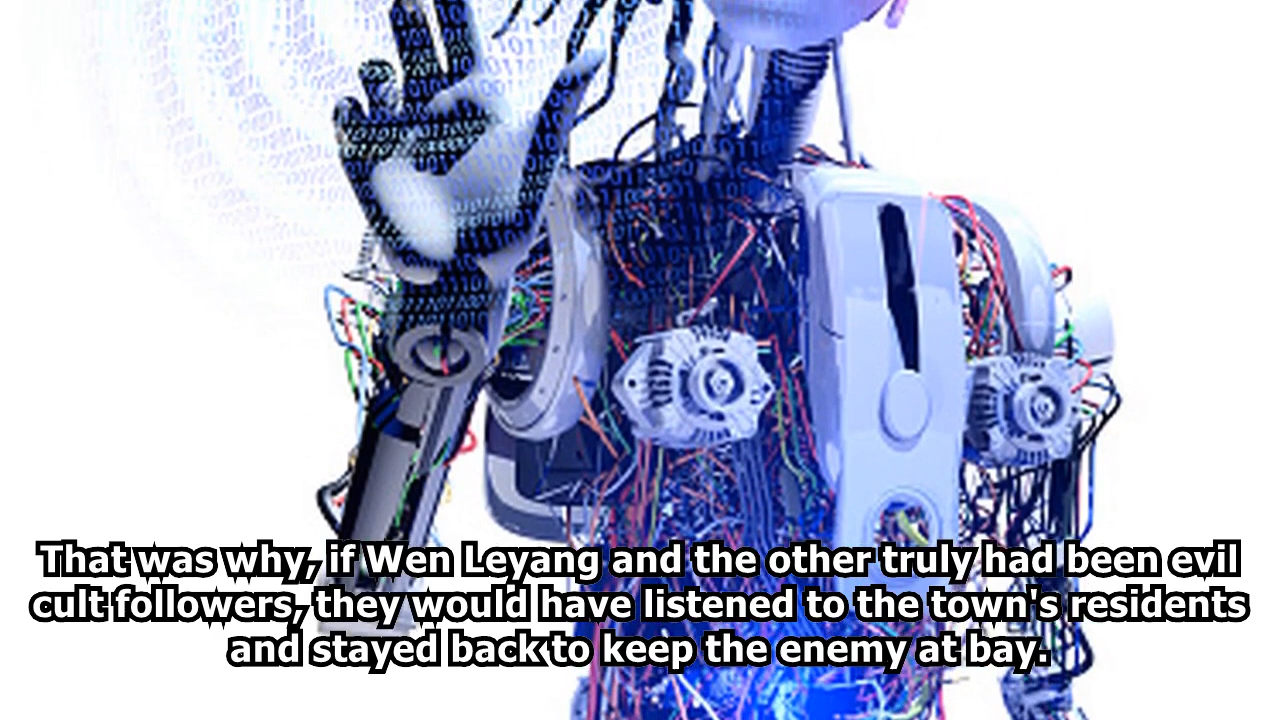 That was why, if Wen Leyang and the other truly had been evil
cult followers, they would have listened to the town's residents
and stayed back to keep the enemy at bay.